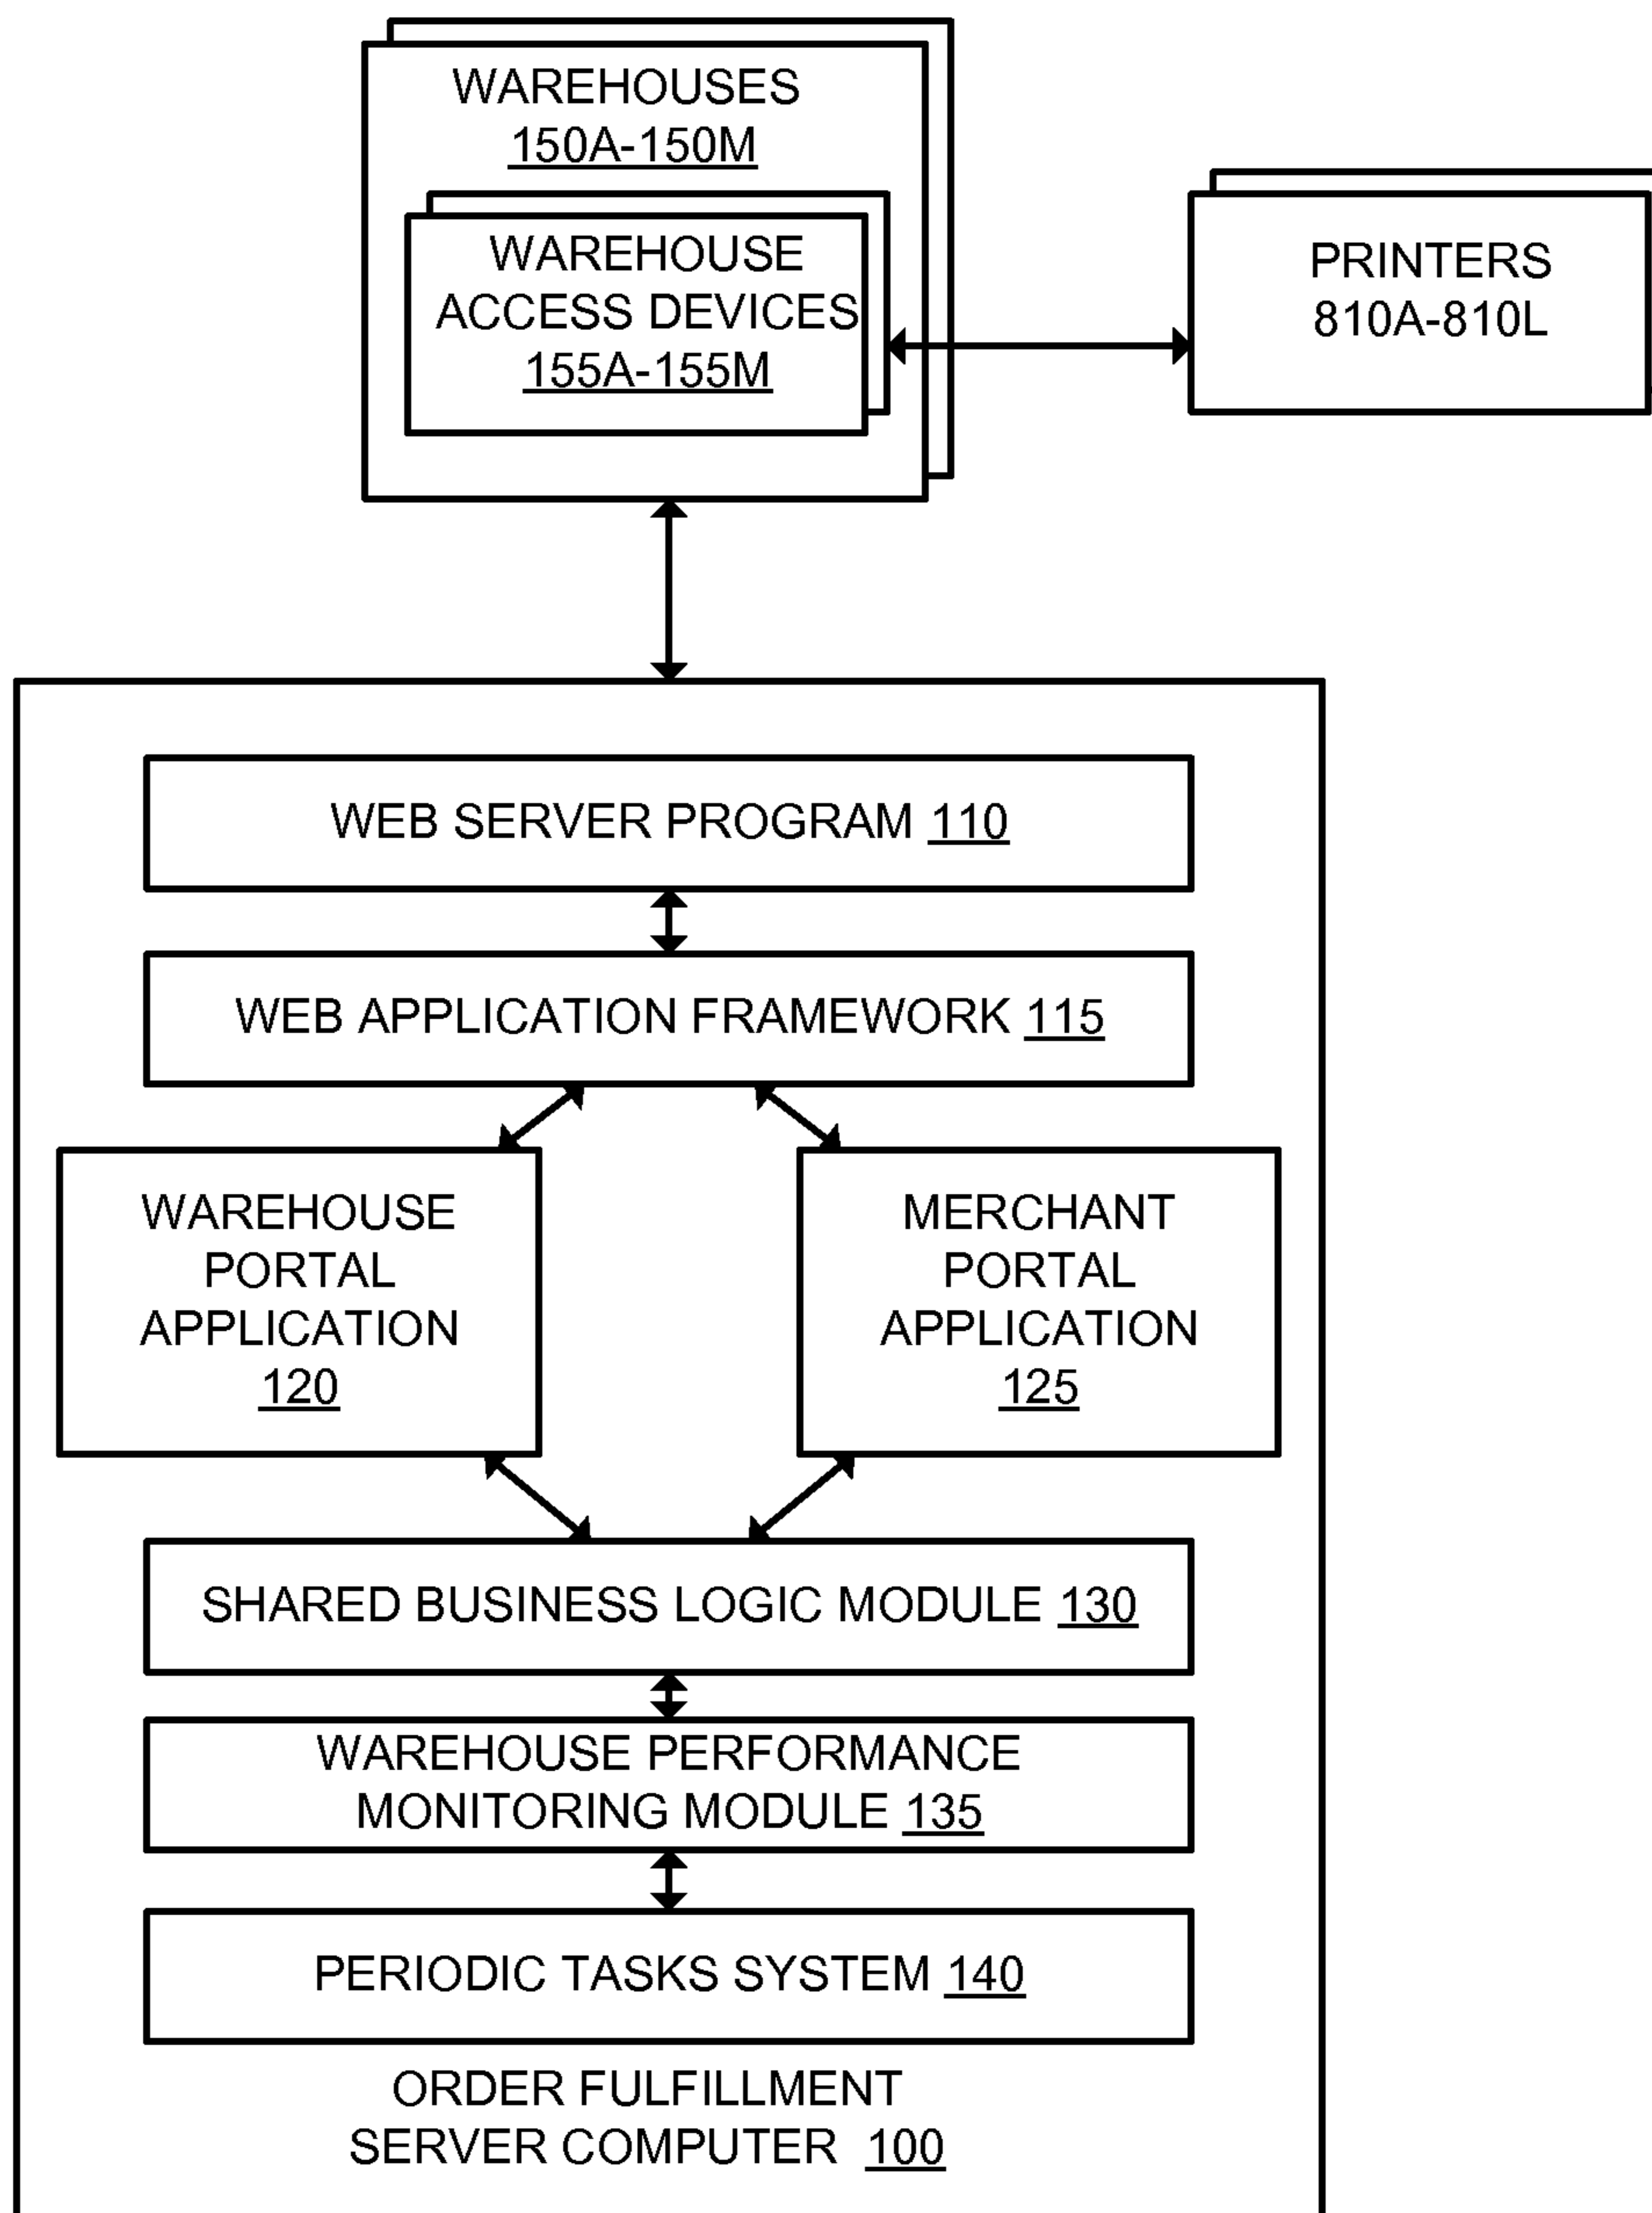 WAREHOUSES
150A-150M
WAREHOUSE
ACCESS DEVICES
155A-155M
PRINTERS
810A-810L
WEB SERVER PROGRAM 110
WEB APPLICATION FRAMEWORK 115
WAREHOUSE
PORTAL
APPLICATION
120
MERCHANT
PORTAL
APPLICATION
125
SHARED BUSINESS LOGIC MODULE 130
WAREHOUSE PERFORMANCE
MONITORING MODULE 135
PERIODIC TASKS SYSTEM 140
ORDER FULFILLMENT
SERVER COMPUTER 100